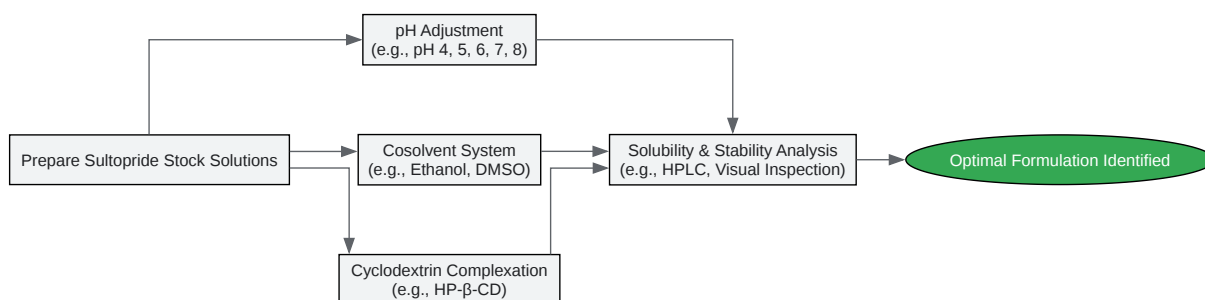 pH Adjustment
(e.g., pH 4, 5, 6, 7, 8)
Prepare Sultopride Stock Solutions
Cosolvent System
(e.g., Ethanol, DMSO)
Solubility & Stability Analysis
(e.g., HPLC, Visual Inspection)
Optimal Formulation Identified
Cyclodextrin Complexation
(e.g., HP-β-CD)